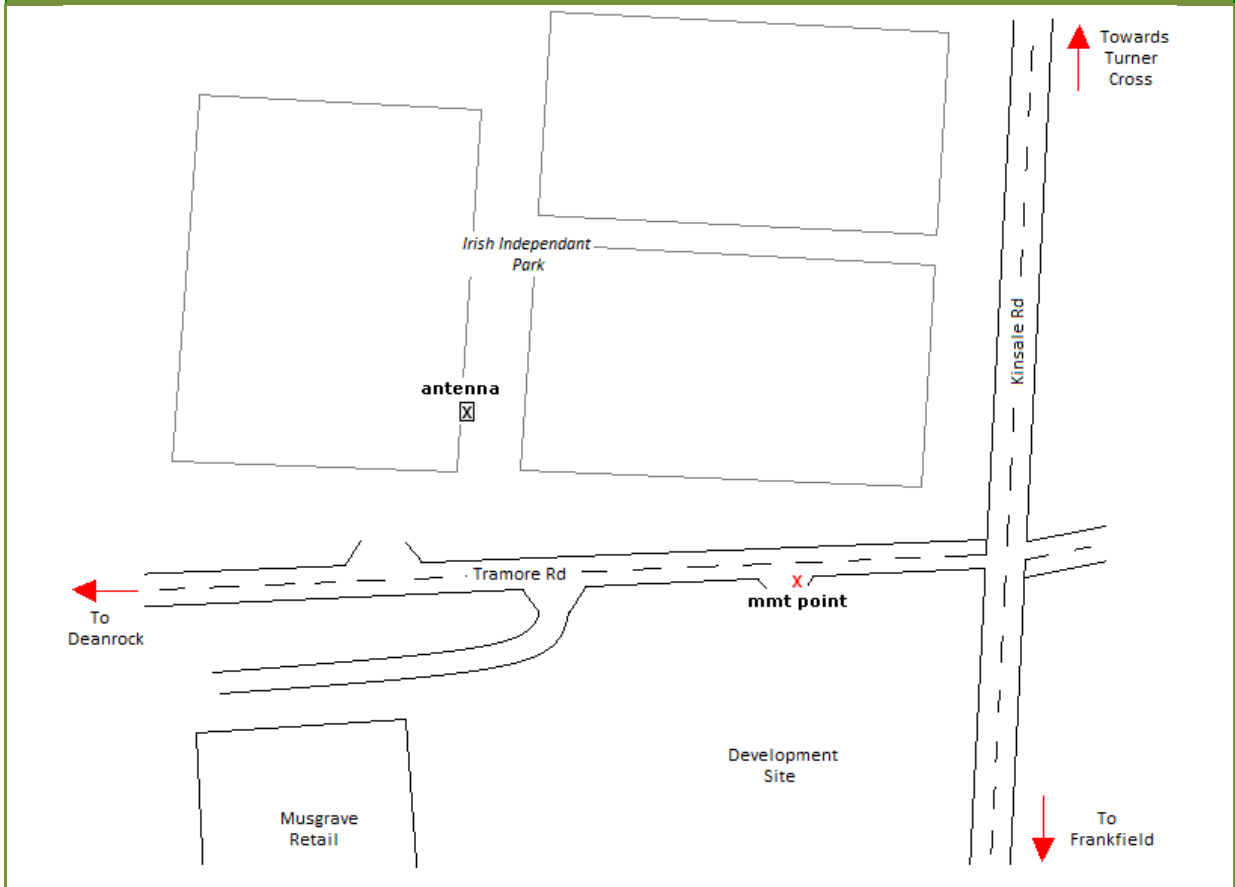 Towards
Turner
Cross
Irish Independant
Park
Kinsale Rd
antenna
X
Tramore Rd
X
mmt point
To
Deanrock
Development
Site
Musgrave
Retail
To
Frankfield